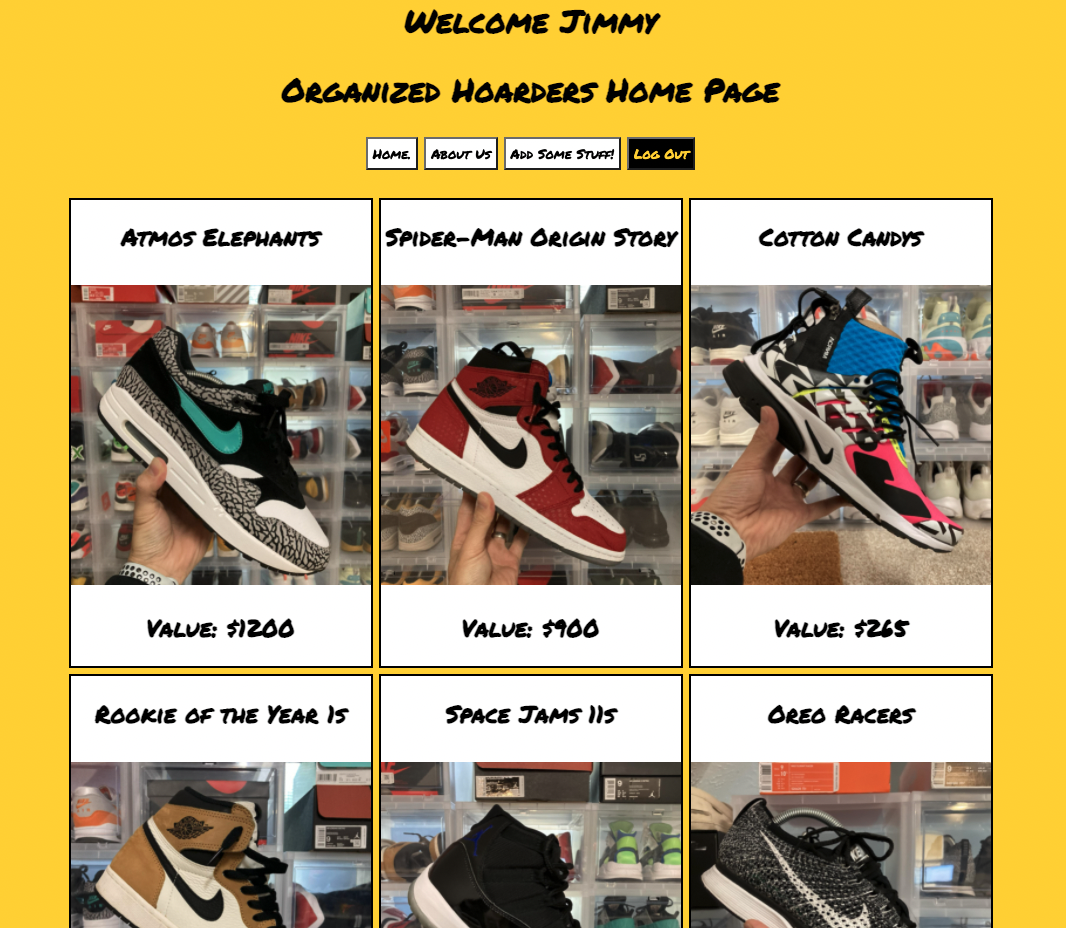 Welcome Jimmy
Organized Hoarders Home Page
Home. About Us Add Some Stuff! Log Out
Atmos Elephants Spider-Man Origin Story Cotton Candys
Value: $1200 Value: $900 Value: $265
Rookie of the Year 1s Space Jams 11s Oreo Racers